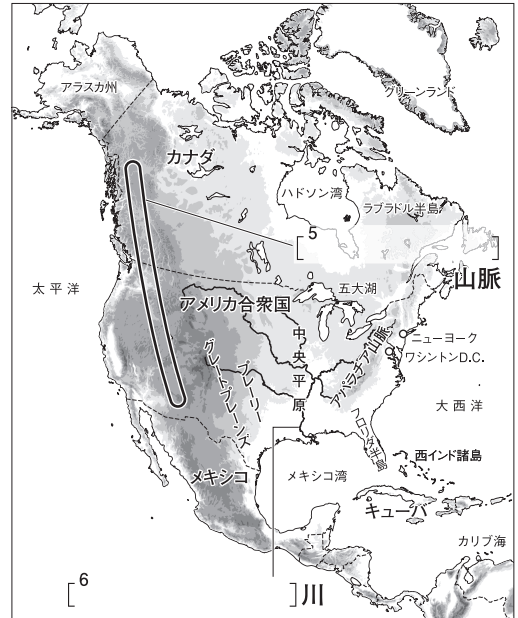 アラスカ州
グリーンランド
カナダ
ハドソン湾
ラブラドル半島
[5 ]
山脈
太平洋
五大湖
アメリカ合衆国
中央平原
アパラチア山脈
ニューヨーク
ワシントンD.C.
プレーリー
グレートプレーンズ
大西洋
フロリダ半島
西インド諸島
メキシコ
メキシコ湾
キューバ
カリブ海
[6 ]川